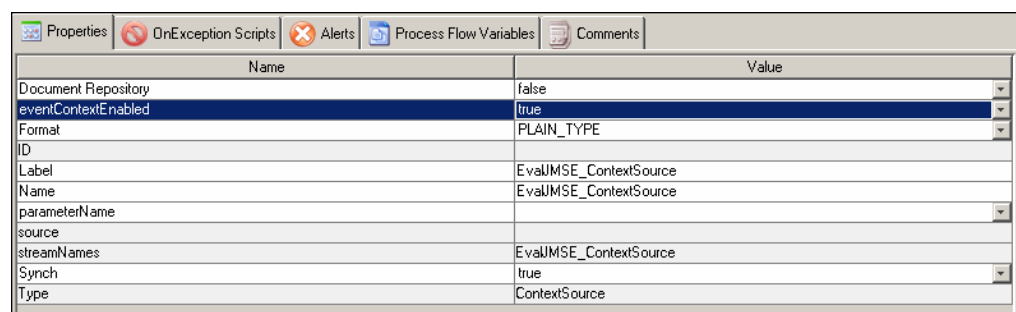 Properties OnException Scripts Alerts Process Flow Variables Comments
Name Value
Document Repository false
eventContextEnabled true
Format PLAIN_TYPE
ID
Label EvalJMSE_ContextSource
Name EvalJMSE_ContextSource
parameterName
source
streamNames EvalJMSE_ContextSource
Synch true
Type ContextSource